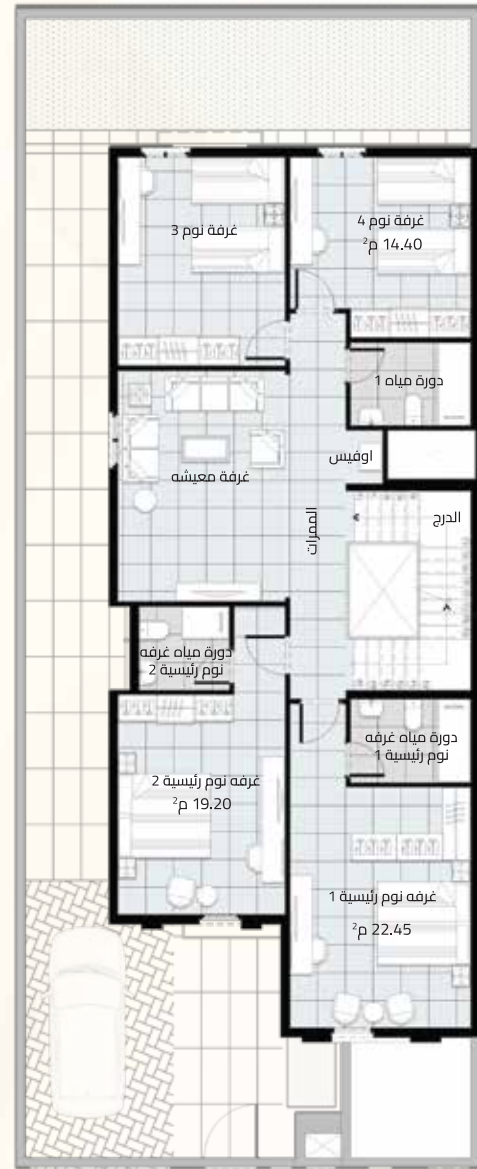 غرفة نوم 4
14.40 م²
غرفة نوم 3
دورة مياه 1
اوفيس
غرفة معيشه
الممرات
الدرج
دورة مياه غرفه
نوم رئيسية 2
دورة مياه غرفه
نوم رئيسية 1
غرفه نوم رئيسية 2
19.20 م²
غرفه نوم رئيسية 1
22.45 م²